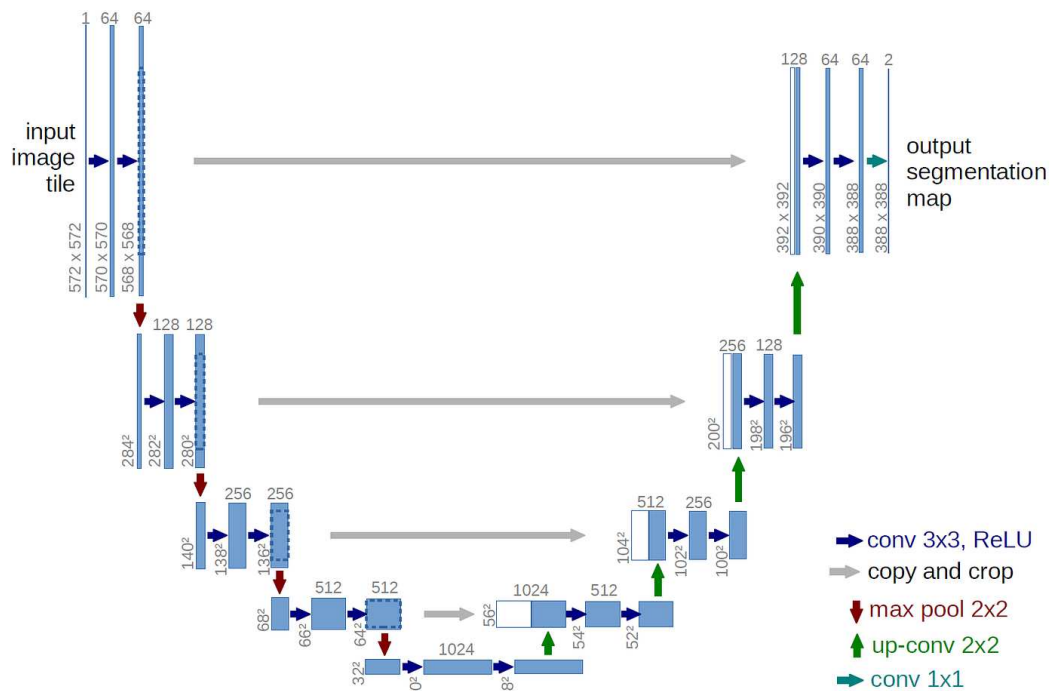 1 64 64
input
image
tile
572 x 572
570 x 570
568 x 568
128 64 64 2
392 x 392
390 x 390
388 x 388
388 x 388
output
segmentation
map
128 128
284²
282²
280²
256 128
200²
198²
196²
256 256
140²
138²
136²
512 256
104²
102²
100²
512 512
68²
66²
64²
1024 512
56²
54²
52²
1024
32²
0²
8²
conv 3x3, ReLU
copy and crop
max pool 2x2
up-conv 2x2
conv 1x1